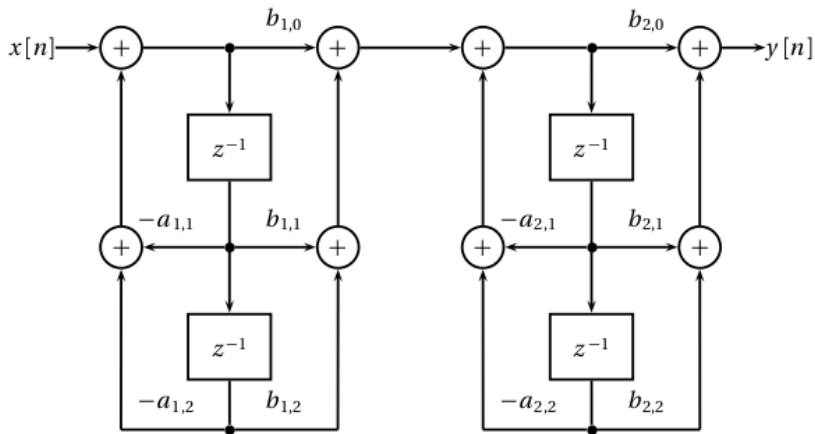 b1,0 b2,0
x[n] + + + + y[n]
z−1 z−1
−a1,1 b1,1 −a2,1 b2,1
+ + + +
z−1 z−1
−a1,2 b1,2 −a2,2 b2,2